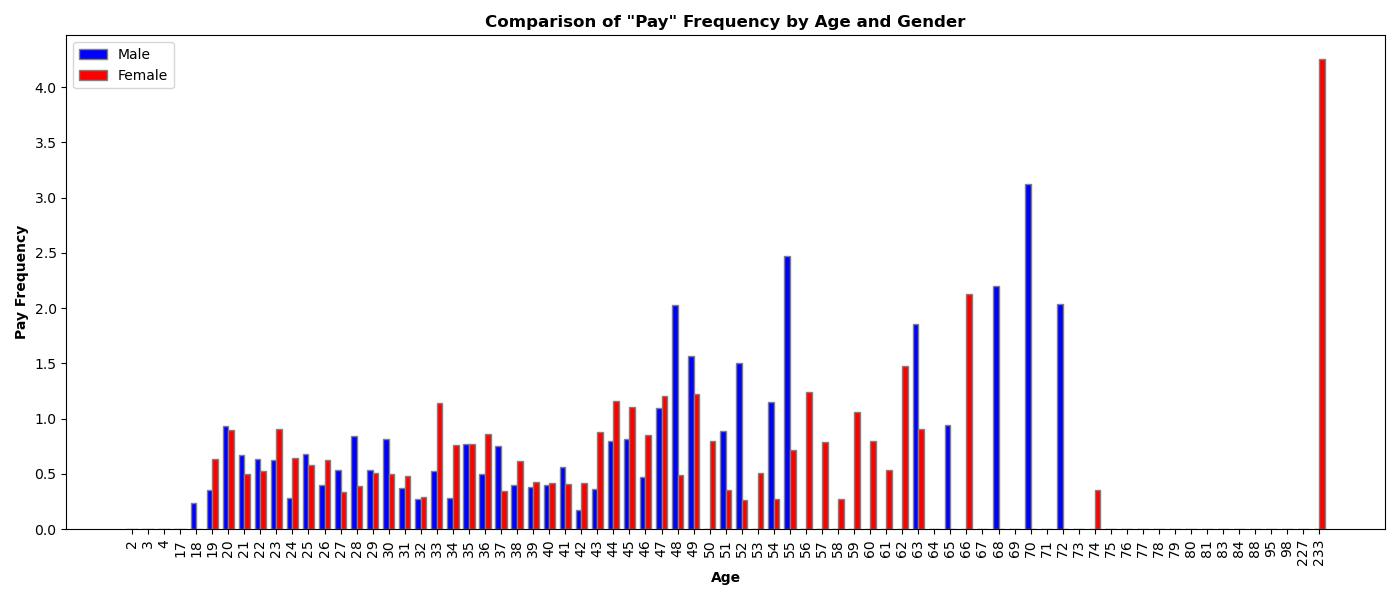 Comparison of "Pay" Frequency by Age and Gender
Male
Female
4.0
3.5
3.0
2.5
2.0
1.5
1.0
0.5
0.0
Pay Frequency
2 3 4 17 18 19 20 21 22 23 24 25 26 27 28 29 30 31 32 33 34 35 36 37 38 39 40 41 42 43 44 45 46 47 48 49 50 51 52 53 54 55 56 57 58 59 60 61 62 63 64 65 66 67 68 69 70 71 72 73 74 75 76 77 78 79 80 81 83 84 88 95 98 227 233
Age